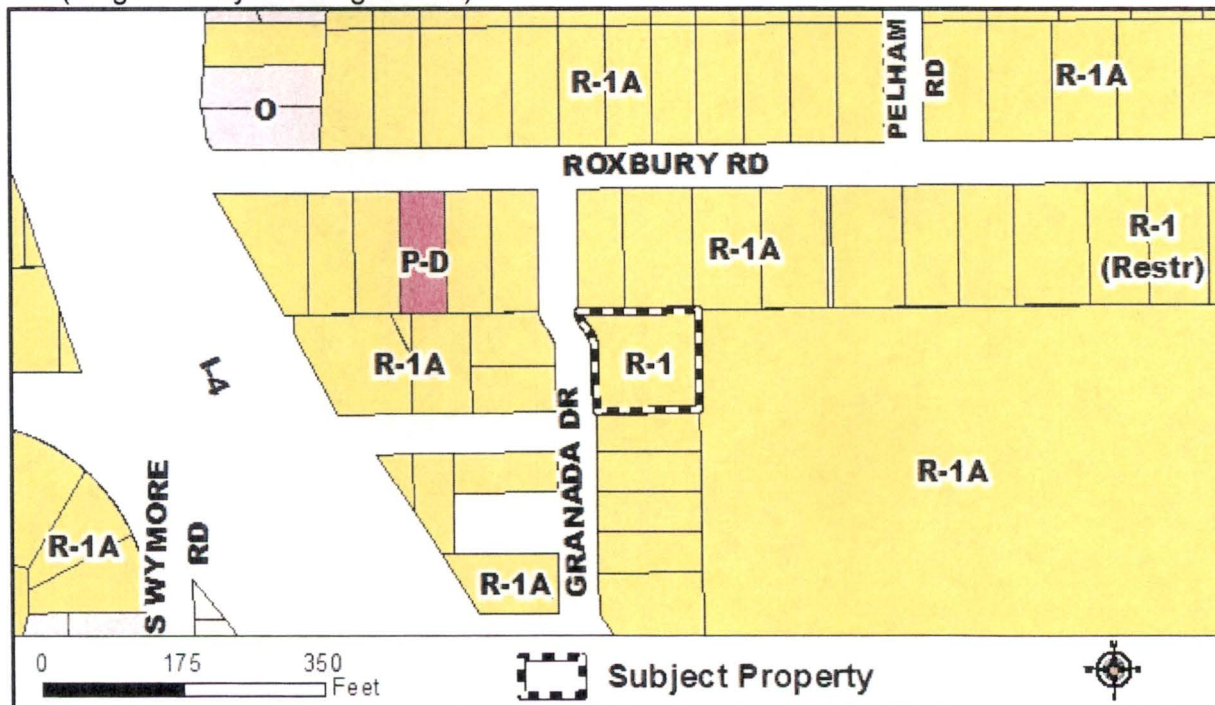 R-1A
R-1A
PELHAM
RD
O
ROXBURY RD
P-D
R-1A
R-1
(Restr)
R-1A
R-1
I-4
GRANADA DR
R-1A
S WYMORE
RD
R-1A
R-1A
0 175 350
Feet
Subject Property